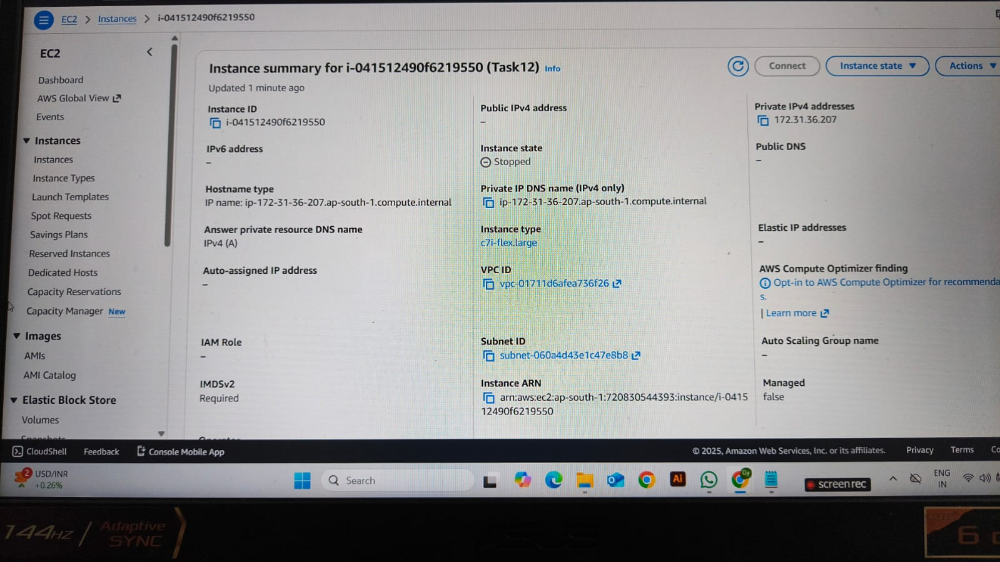 EC2 > Instances > i-041512490f6219550
EC2
Dashboard
AWS Global View
Events
Instances
Instances
Instance Types
Launch Templates
Spot Requests
Savings Plans
Reserved Instances
Dedicated Hosts
Capacity Reservations
Capacity Manager New
Images
AMIs
AMI Catalog
Elastic Block Store
Volumes
Snapshots
Instance summary for i-041512490f6219550 (Task12) Info
Updated 1 minute ago
Connect
Instance state
Actions
Instance ID
i-041512490f6219550
Public IPv4 address
–
Private IPv4 addresses
172.31.36.207
IPv6 address
–
Instance state
Stopped
Public DNS
–
Hostname type
IP name: ip-172-31-36-207.ap-south-1.compute.internal
Private IP DNS name (IPv4 only)
ip-172-31-36-207.ap-south-1.compute.internal
Answer private resource DNS name
IPv4 (A)
Instance type
c7i-flex.large
Elastic IP addresses
–
Auto-assigned IP address
–
VPC ID
vpc-01711d6afea736f26
AWS Compute Optimizer finding
Opt-in to AWS Compute Optimizer for recommenda
s.
| Learn more
IAM Role
–
Subnet ID
subnet-060a4d43e1c47e8b8
Auto Scaling Group name
–
IMDSv2
Required
Instance ARN
arn:aws:ec2:ap-south-1:720830544393:instance/i-0415
12490f6219550
Managed
false
CloudShell Feedback Console Mobile App
© 2025, Amazon Web Services, Inc. or its affiliates. Privacy Terms Co
2
USD/INR
+0.26%
Search
Ai
Gy
screenrec
ENG
IN
144HZ / Adaptive
SYNC
ASUS
6